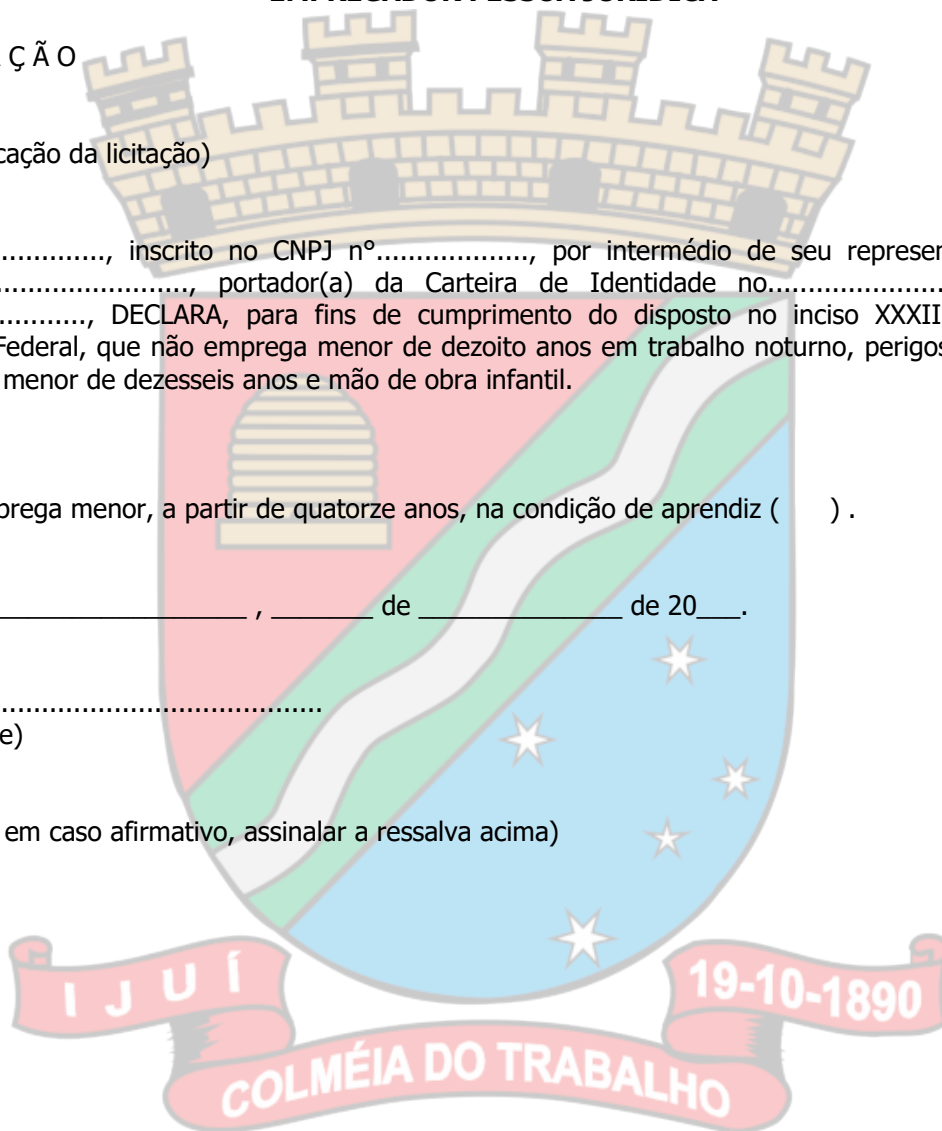 Ç Ã O
cação da licitação)
..............., inscrito no CNPJ nº..................., por intermédio de seu represen
........................, portador(a) da Carteira de Identidade no......................
..........., DECLARA, para fins de cumprimento do disposto no inciso XXXII
Federal, que não emprega menor de dezoito anos em trabalho noturno, perigos
menor de dezesseis anos e mão de obra infantil.
prega menor, a partir de quatorze anos, na condição de aprendiz ( ) .
_________________ , _______ de ______________ de 20___.
........................................
e)
em caso afirmativo, assinalar a ressalva acima)
IJUÍ
19-10-1890
COLMÉIA DO TRABALHO